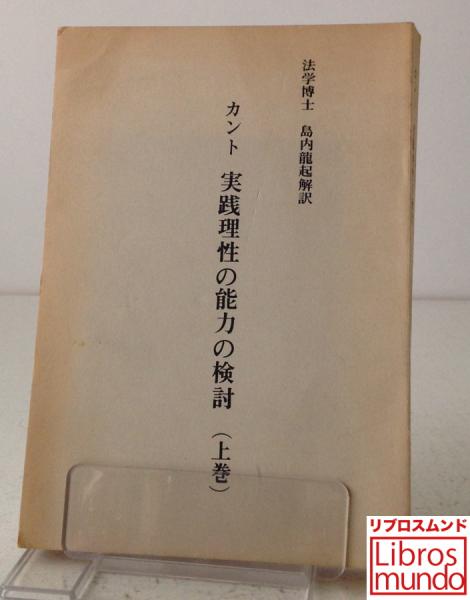 法学博士 島内龍起解訳
カント 実践理性の能力の検討 (上巻)
リブロスムンド
Libros
mundo